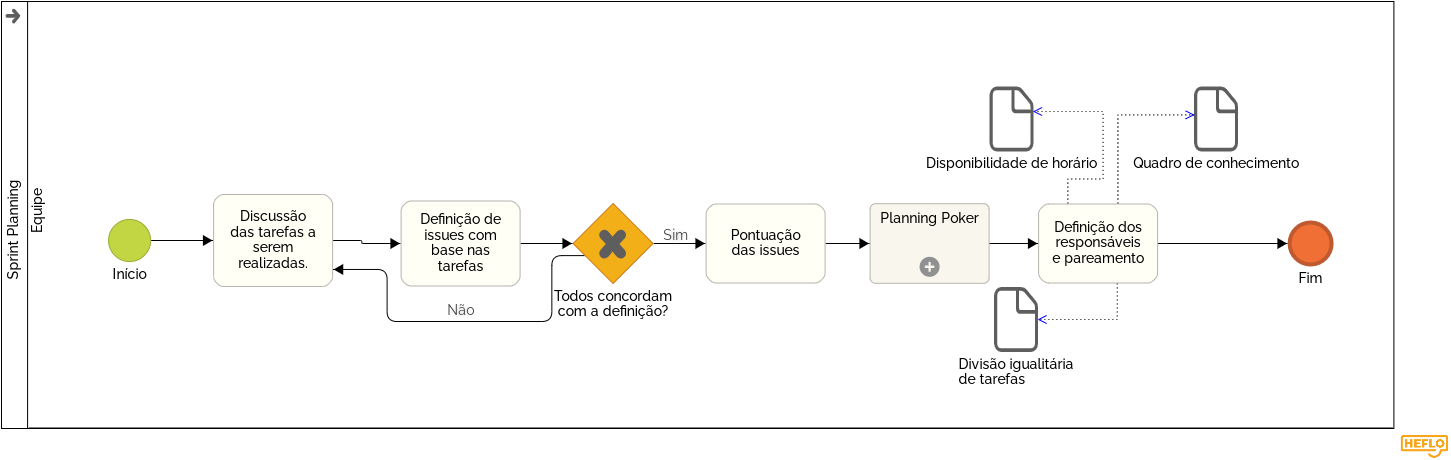 Sprint Planning
Equipe
Início
Discussão
das tarefas a
serem
realizadas.
Definição de
issues com
base nas
tarefas
Todos concordam
com a definição?
Não
Sim
Pontuação
das issues
Planning Poker
Definição dos
responsáveis
e pareamento
Disponibilidade de horário
Quadro de conhecimento
Divisão igualitária
de tarefas
Fim
HEFLO